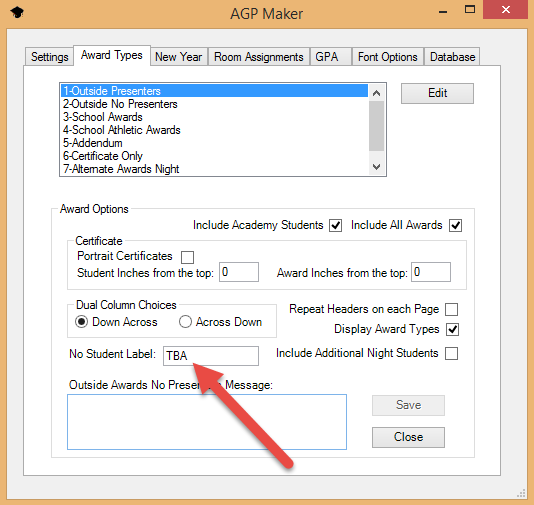 AGP Maker
Settings Award Types New Year Room Assignments GPA Font Options Database
1-Outside Presenters
2-Outside No Presenters
3-School Awards
4-School Athletic Awards
5-Addendum
6-Certificate Only
7-Alternate Awards Night
Edit
Award Options
Include Academy Students Include All Awards
Certificate
Portrait Certificates
Student Inches from the top: 0 Award Inches from the top: 0
Dual Column Choices
Down Across Across Down
Repeat Headers on each Page
Display Award Types
No Student Label: TBA
Include Additional Night Students
Outside Awards No Message:
Save
Close